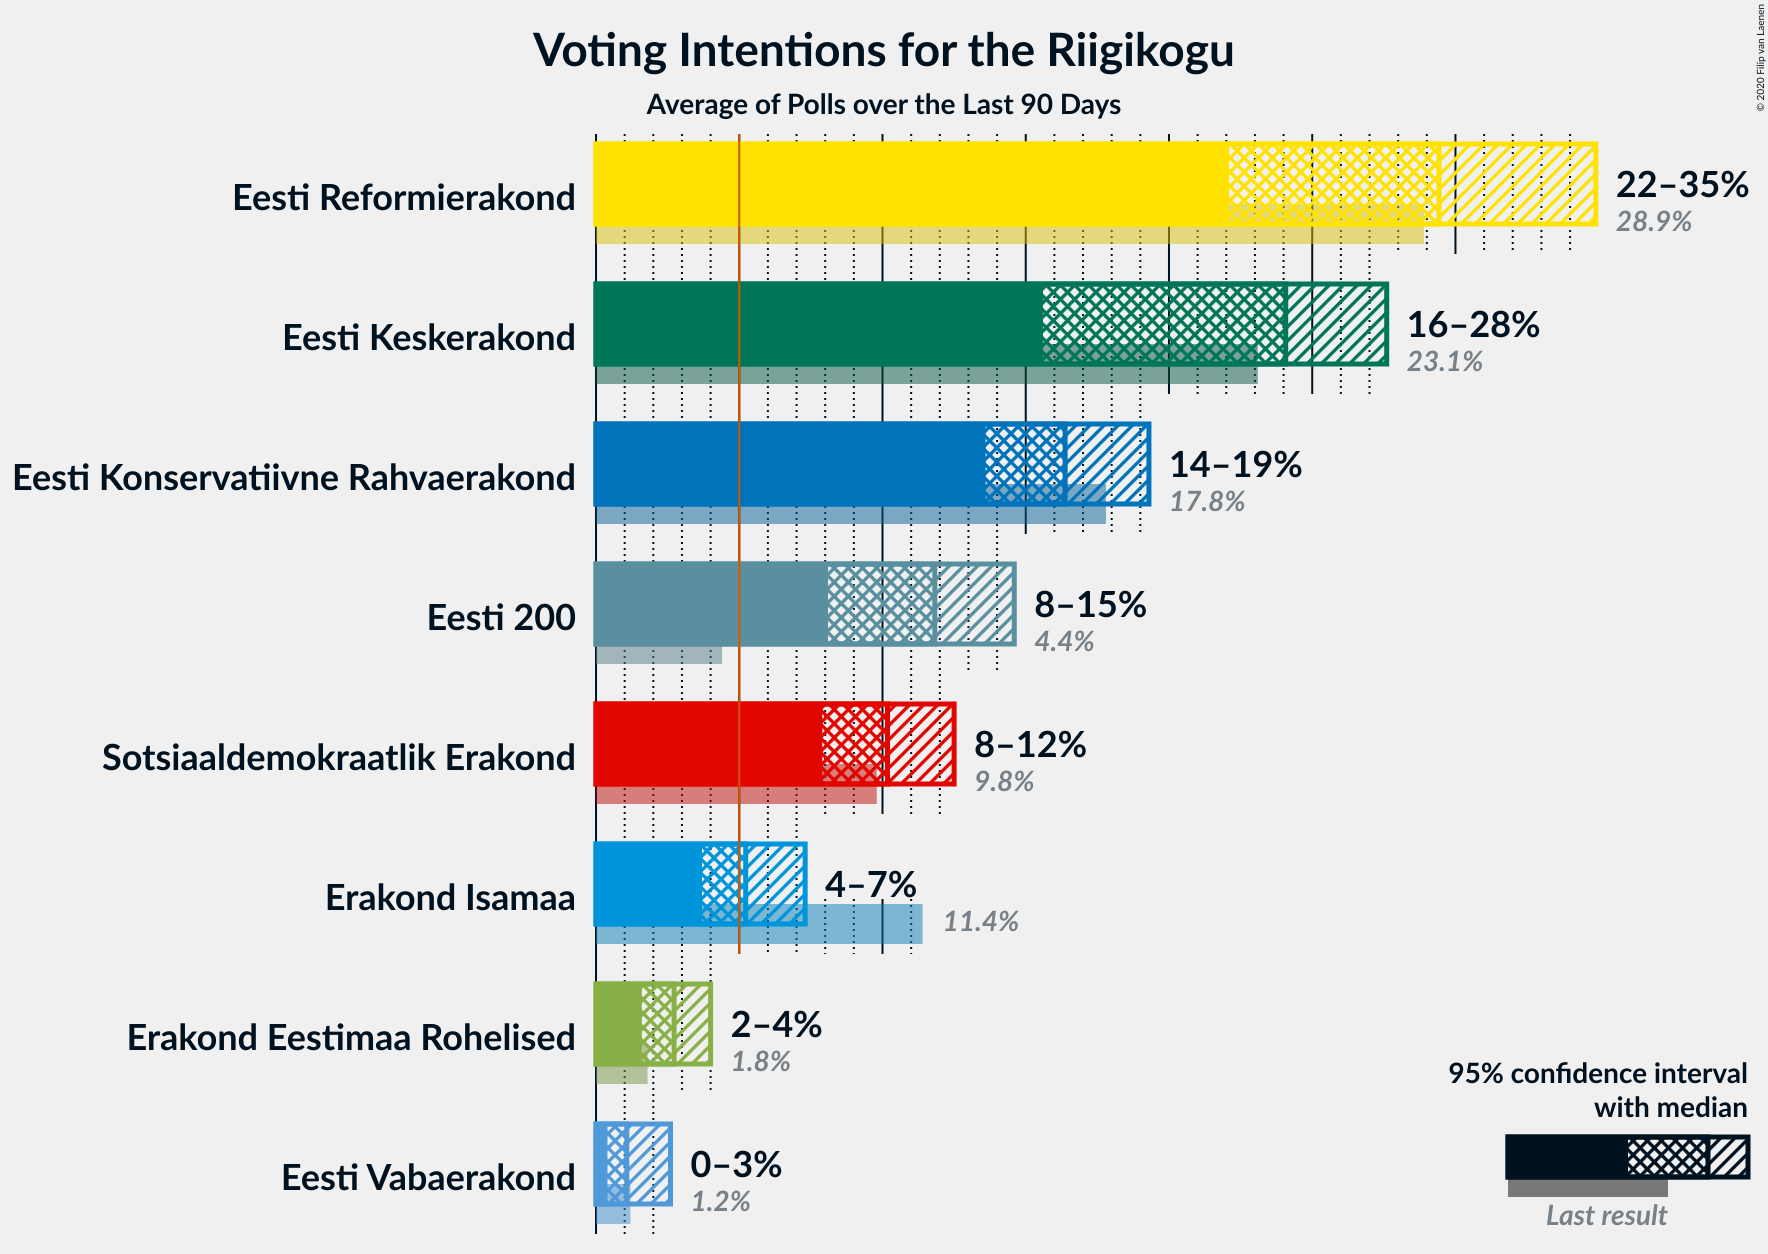 Voting Intentions for the Riigikogu
Average of Polls over the Last 90 Days
© 2020 Filip van Laenen
Eesti Reformierakond
22–35%
28.9%
Eesti Keskerakond
16–28%
23.1%
Eesti Konservatiivne Rahvaerakond
14–19%
17.8%
Eesti 200
8–15%
4.4%
Sotsiaaldemokraatlik Erakond
8–12%
9.8%
Erakond Isamaa
4–7%
11.4%
Erakond Eestimaa Rohelised
2–4%
1.8%
Eesti Vabaerakond
0–3%
1.2%
95% confidence interval
with median
Last result